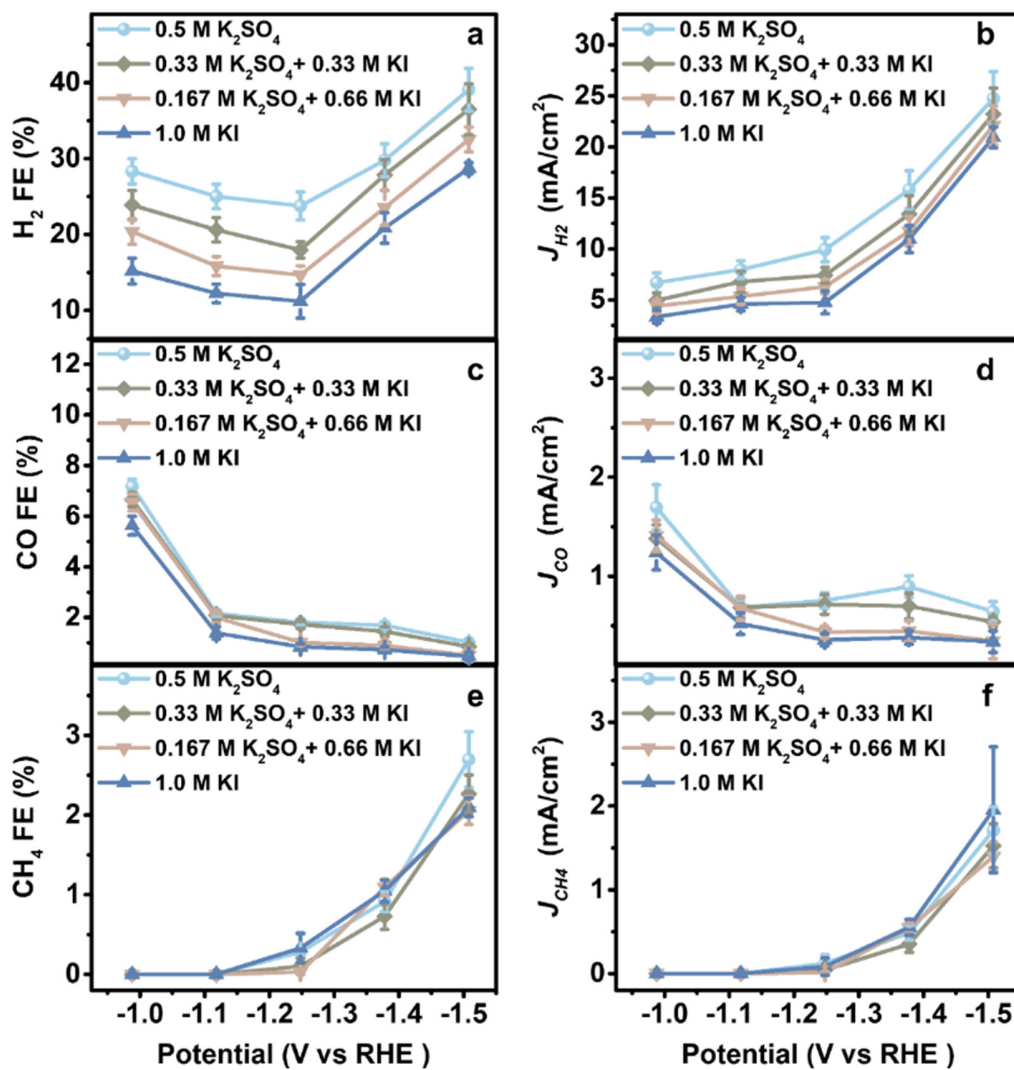 a
0.5 M K₂SO₄
0.33 M K₂SO₄+ 0.33 M KI
0.167 M K₂SO₄+ 0.66 M KI
1.0 M KI
H₂ FE (%)
40
30
20
10
b
0.5 M K₂SO₄
0.33 M K₂SO₄+ 0.33 M KI
0.167 M K₂SO₄+ 0.66 M KI
1.0 M KI
J_H2 (mA/cm²)
30
25
20
15
10
5
c
0.5 M K₂SO₄
0.33 M K₂SO₄+ 0.33 M KI
0.167 M K₂SO₄+ 0.66 M KI
1.0 M KI
CO FE (%)
12
10
8
6
4
2
d
0.5 M K₂SO₄
0.33 M K₂SO₄+ 0.33 M KI
0.167 M K₂SO₄+ 0.66 M KI
1.0 M KI
J_CO (mA/cm²)
3
2
1
e
0.5 M K₂SO₄
0.33 M K₂SO₄+ 0.33 M KI
0.167 M K₂SO₄+ 0.66 M KI
1.0 M KI
CH₄ FE (%)
3
2
1
0
-1.0 -1.1 -1.2 -1.3 -1.4 -1.5
Potential (V vs RHE )
f
0.5 M K₂SO₄
0.33 M K₂SO₄+ 0.33 M KI
0.167 M K₂SO₄+ 0.66 M KI
1.0 M KI
J_CH4 (mA/cm²)
3
2
1
0
-1.0 -1.1 -1.2 -1.3 -1.4 -1.5
Potential (V vs RHE )